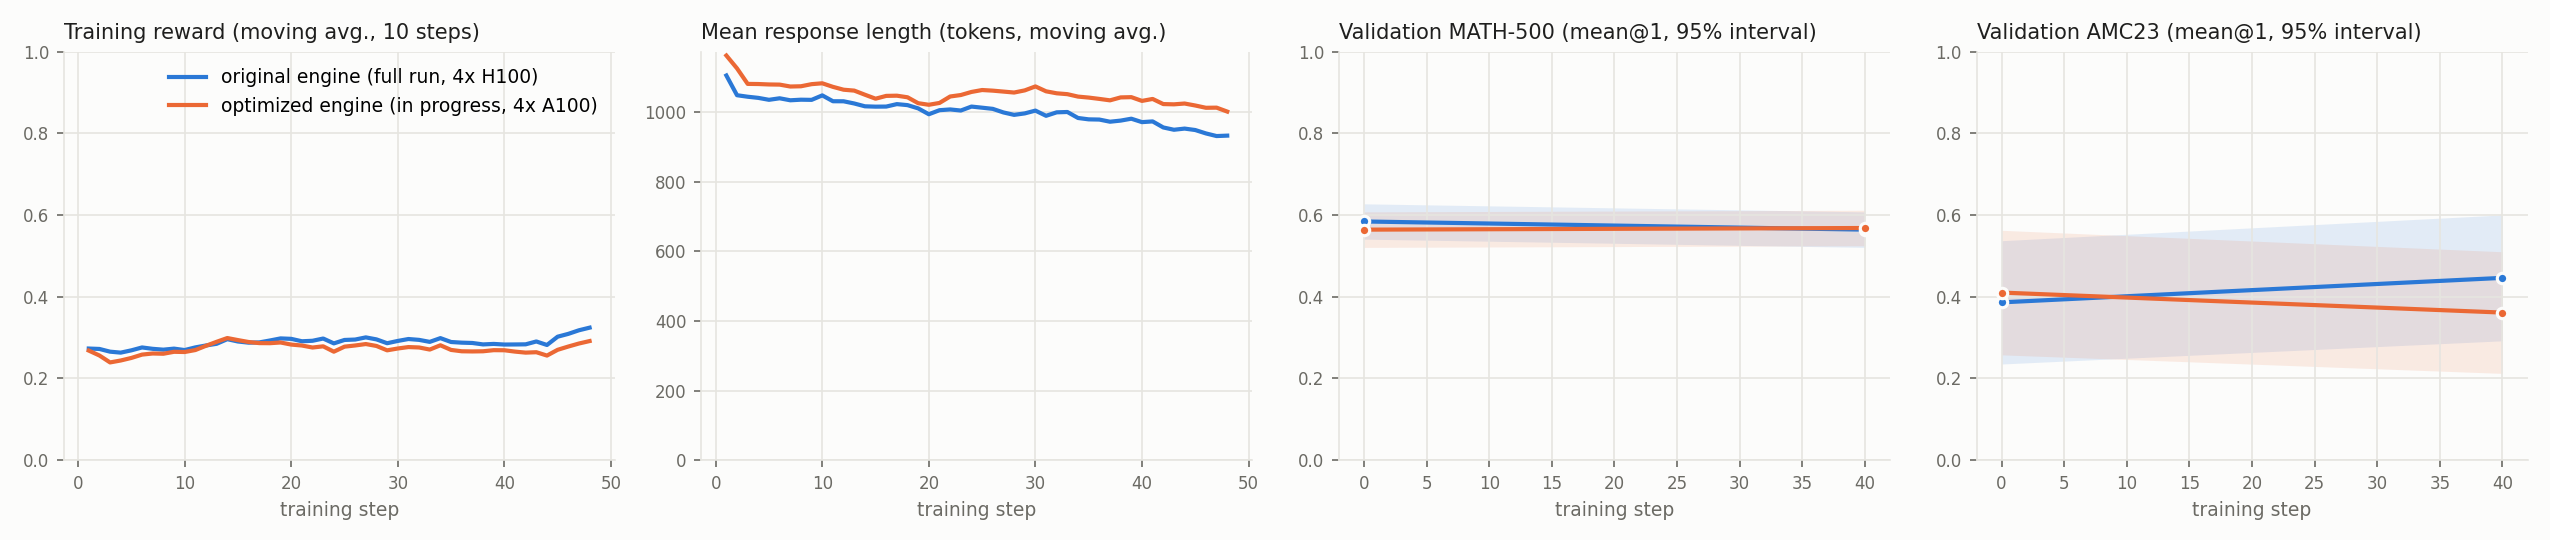 Training reward (moving avg., 10 steps)
1.0
0.8
0.6
0.4
0.2
0.0
original engine (full run, 4x H100)
optimized engine (in progress, 4x A100)
0 10 20 30 40 50
training step
Mean response length (tokens, moving avg.)
1000
800
600
400
200
0
0 10 20 30 40 50
training step
Validation MATH-500 (mean@1, 95% interval)
1.0
0.8
0.6
0.4
0.2
0.0
0 5 10 15 20 25 30 35 40
training step
Validation AMC23 (mean@1, 95% interval)
1.0
0.8
0.6
0.4
0.2
0.0
0 5 10 15 20 25 30 35 40
training step